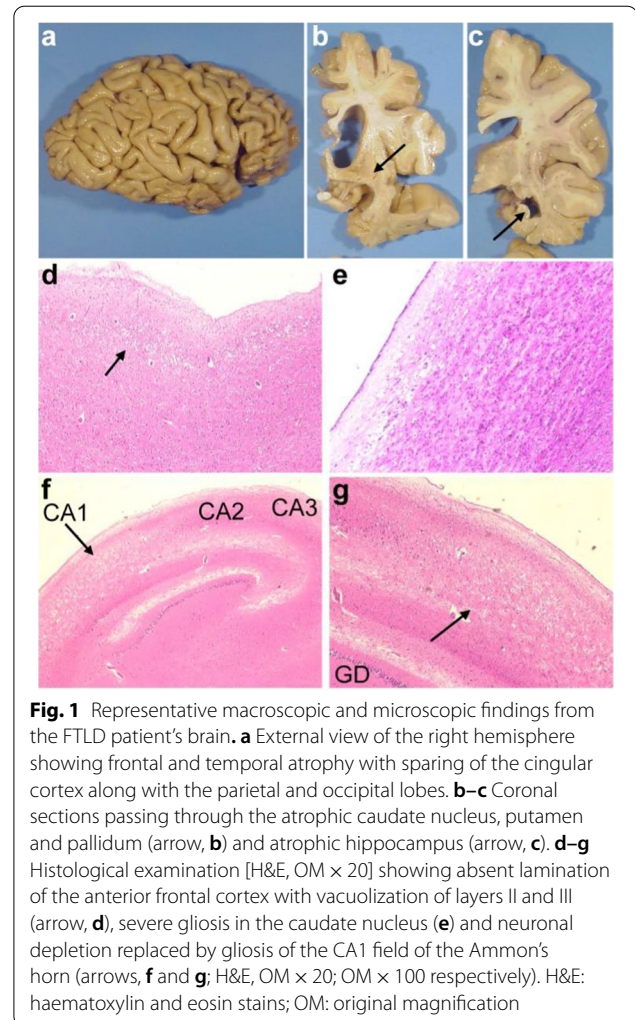 a
b
c
d
e
f
CA1
CA2
CA3
g
GD
Fig. 1 Representative macroscopic and microscopic findings from
the FTLD patient's brain. a External view of the right hemisphere
showing frontal and temporal atrophy with sparing of the cingular
cortex along with the parietal and occipital lobes. b–c Coronal
sections passing through the atrophic caudate nucleus, putamen
and pallidum (arrow, b) and atrophic hippocampus (arrow, c). d–g
Histological examination [H&E, OM × 20] showing absent lamination
of the anterior frontal cortex with vacuolization of layers II and III
(arrow, d), severe gliosis in the caudate nucleus (e) and neuronal
depletion replaced by gliosis of the CA1 field of the Ammon's
horn (arrows, f and g; H&E, OM × 20; OM × 100 respectively). H&E:
haematoxylin and eosin stains; OM: original magnification